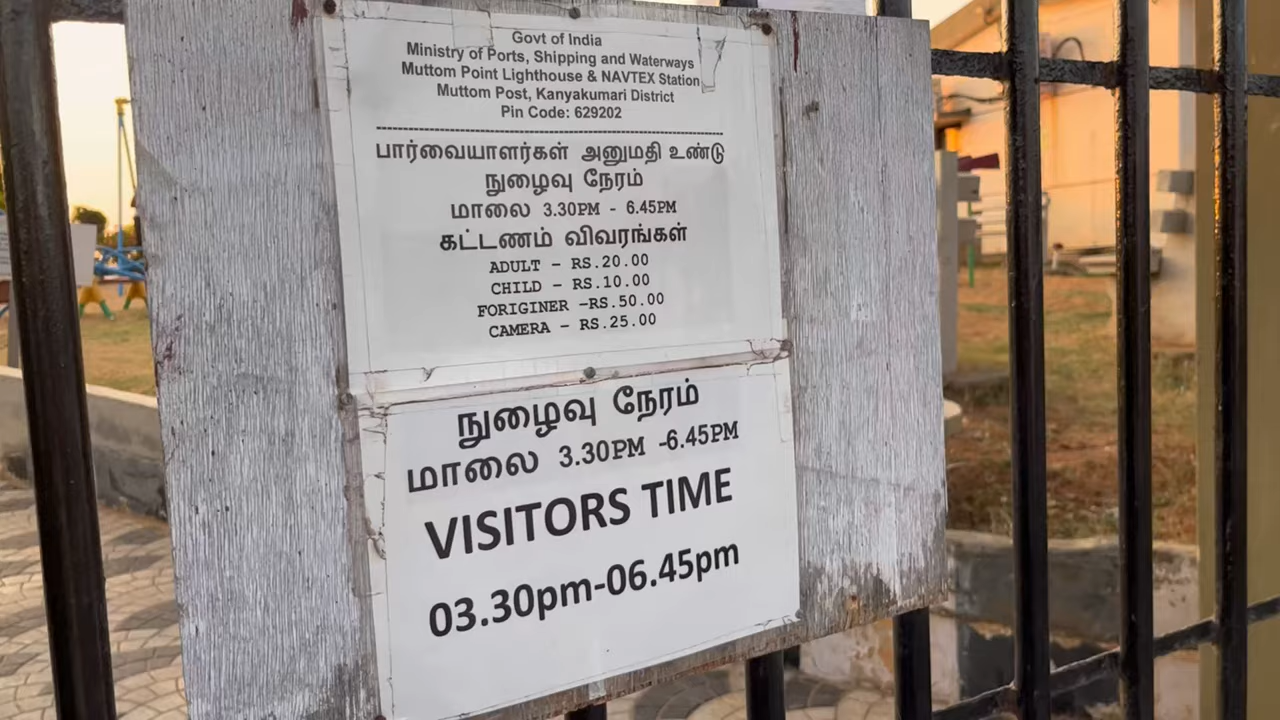 Govt of India
Ministry of Ports, Shipping and Waterways
Muttom Point Lighthouse & NAVTEX Station
Muttom Post, Kanyakumari District
Pin Code: 629202
பார்வையாளர்கள் அனுமதி உண்டு
நுழைவு நேரம்
மாலை 3.30PM - 6.45PM
கட்டணம் விவரங்கள்
ADULT - RS.20.00
CHILD - RS.10.00
FORIGINER -RS.50.00
CAMERA - RS.25.00
நுழைவு நேரம்
மாலை 3.30PM -6.45PM
VISITORS TIME
03.30pm-06.45pm